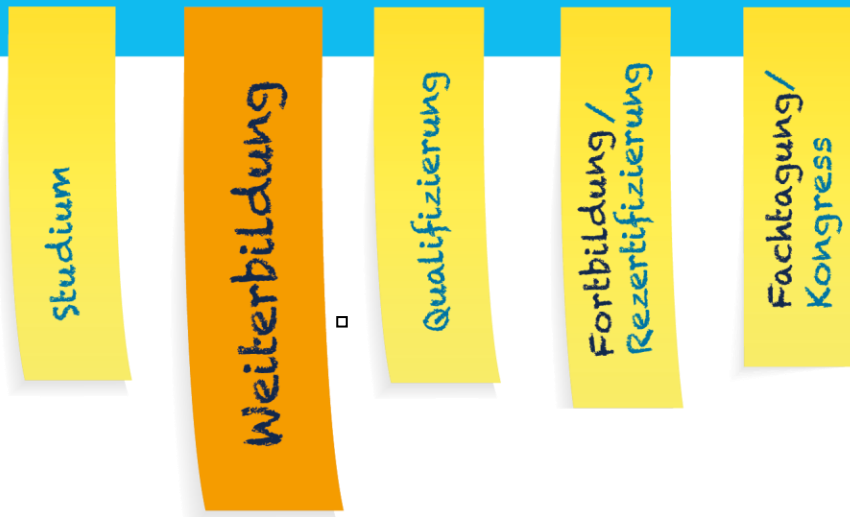 Studium
Weiterbildung
Qualifizierung
Fortbildung/
Rezertifizierung
Fachtagung/
Kongress